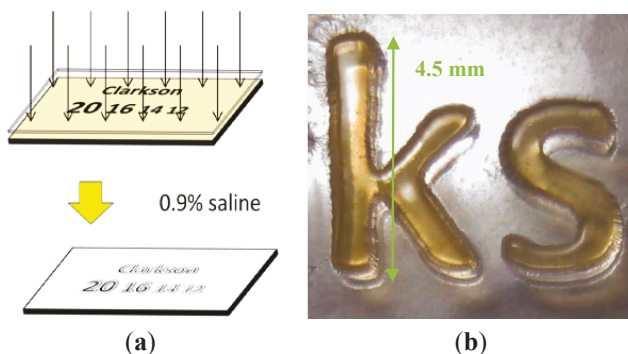 Clarkson
20 16 14 12
0.9% saline
Clarkson
20 16 14 12
(a)
4.5 mm
ks
(b)